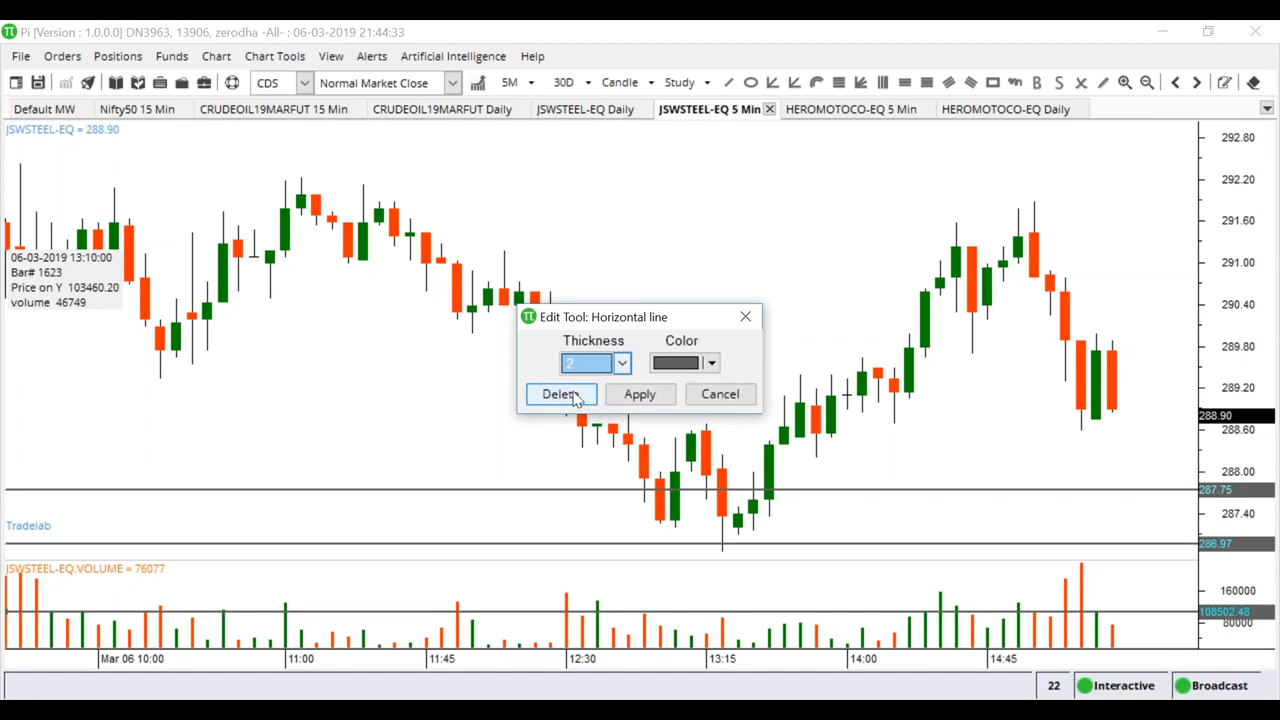 Pi [Version : 1.0.0.0] DN3963, 13906, zerodha -All- : 06-03-2019 21:44:33
File Orders Positions Funds Chart Chart Tools View Alerts Artificial Intelligence Help
CDS Normal Market Close 5M 30D Candle Study
Default MW Nifty50 15 Min CRUDEOIL19MARFUT 15 Min CRUDEOIL19MARFUT Daily JSWSTEEL-EQ Daily JSWSTEEL-EQ 5 Min HEROMOTOCO-EQ 5 Min HEROMOTOCO-EQ Daily
JSWSTEEL-EQ = 288.90
292.80
292.20
291.60
291.00
290.40
289.80
289.20
288.90
288.60
288.00
287.75
287.40
286.97
06-03-2019 13:10:00
Bar# 1623
Price on Y 103460.20
volume 46749
Edit Tool: Horizontal line
Thickness Color
2
Delete Apply Cancel
Tradelab
JSWSTEEL-EQ.VOLUME = 76077
160000
108502.48
80000
Mar 06 10:00 11:00 11:45 12:30 13:15 14:00 14:45
22 Interactive Broadcast